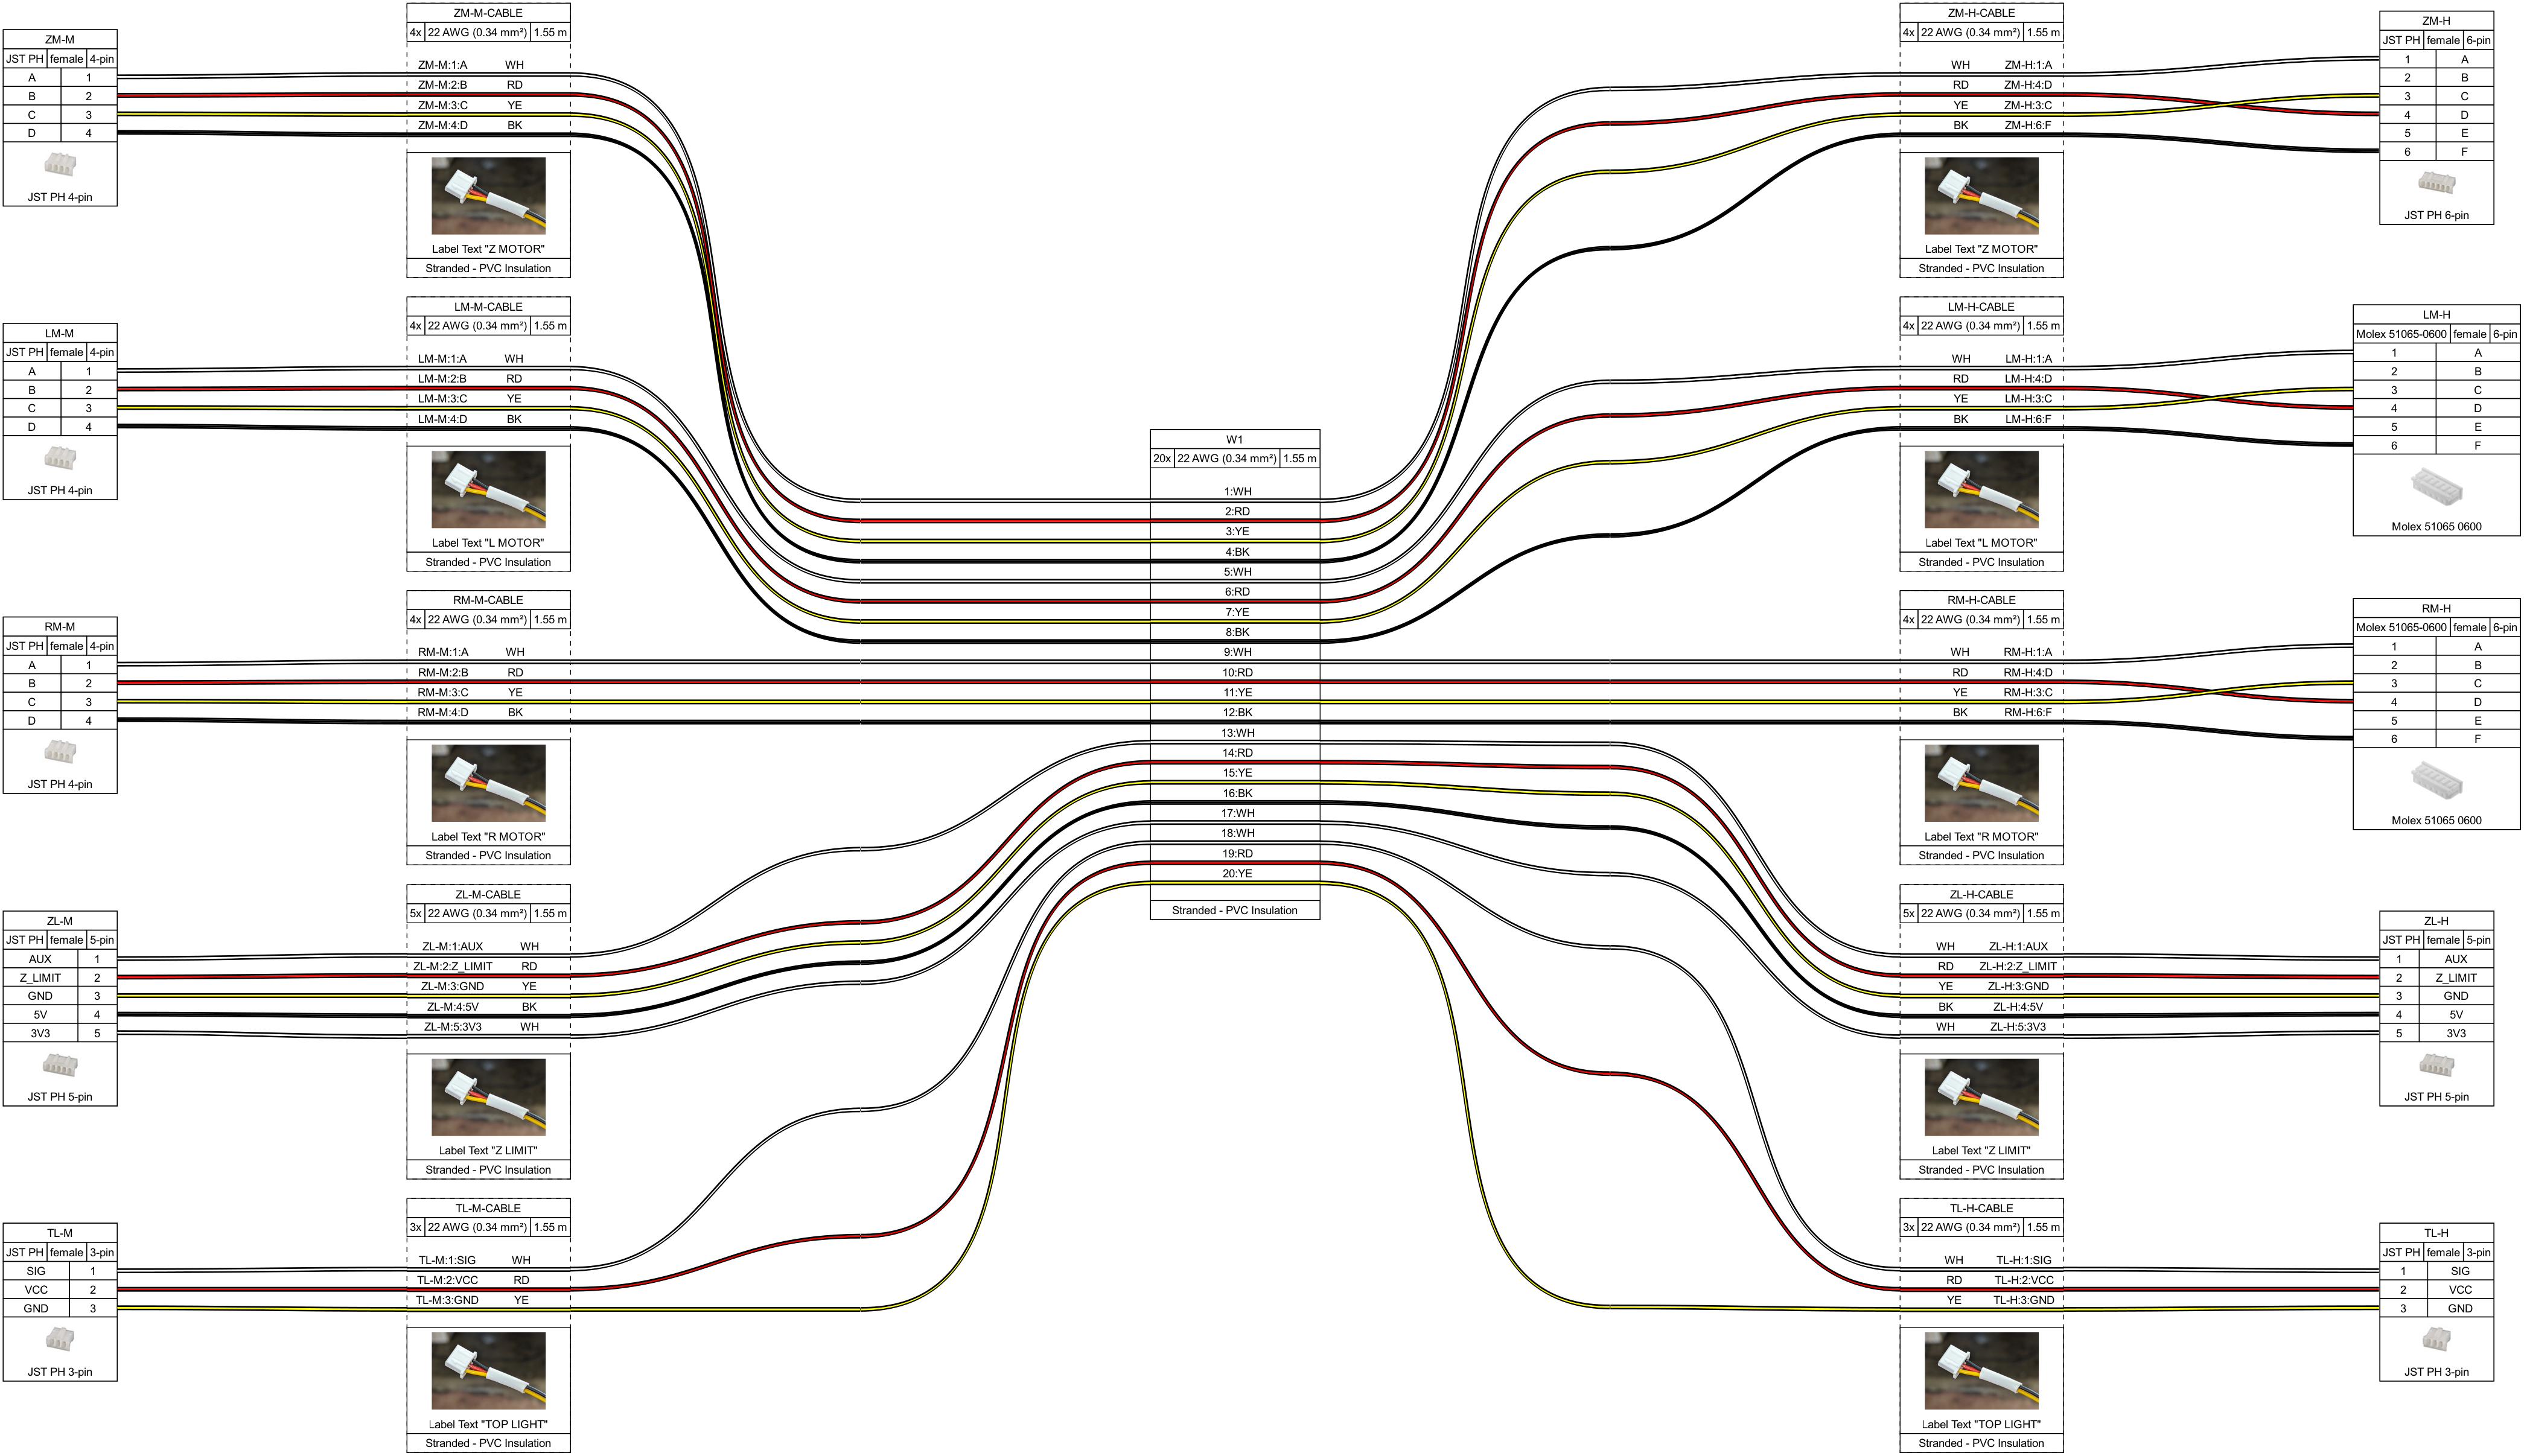 ZM-M
JST PH female 4-pin
A 1
B 2
C 3
D 4
JST PH 4-pin
LM-M
JST PH female 4-pin
A 1
B 2
C 3
D 4
JST PH 4-pin
RM-M
JST PH female 4-pin
A 1
B 2
C 3
D 4
JST PH 4-pin
ZL-M
JST PH female 5-pin
AUX 1
Z_LIMIT 2
GND 3
5V 4
3V3 5
JST PH 5-pin
TL-M
JST PH female 3-pin
SIG 1
VCC 2
GND 3
JST PH 3-pin
ZM-M-CABLE
4x 22 AWG (0.34 mm²) 1.55 m
ZM-M:1:A WH
ZM-M:2:B RD
ZM-M:3:C YE
ZM-M:4:D BK
Label Text "Z MOTOR"
Stranded - PVC Insulation
LM-M-CABLE
4x 22 AWG (0.34 mm²) 1.55 m
LM-M:1:A WH
LM-M:2:B RD
LM-M:3:C YE
LM-M:4:D BK
Label Text "L MOTOR"
Stranded - PVC Insulation
RM-M-CABLE
4x 22 AWG (0.34 mm²) 1.55 m
RM-M:1:A WH
RM-M:2:B RD
RM-M:3:C YE
RM-M:4:D BK
Label Text "R MOTOR"
Stranded - PVC Insulation
ZL-M-CABLE
5x 22 AWG (0.34 mm²) 1.55 m
ZL-M:1:AUX WH
ZL-M:2:Z_LIMIT RD
ZL-M:3:GND YE
ZL-M:4:5V BK
ZL-M:5:3V3 WH
Label Text "Z LIMIT"
Stranded - PVC Insulation
TL-M-CABLE
3x 22 AWG (0.34 mm²) 1.55 m
TL-M:1:SIG WH
TL-M:2:VCC RD
TL-M:3:GND YE
Label Text "TOP LIGHT"
Stranded - PVC Insulation
W1
20x 22 AWG (0.34 mm²) 1.55 m
1:WH
2:RD
3:YE
4:BK
5:WH
6:RD
7:YE
8:BK
9:WH
10:RD
11:YE
12:BK
13:WH
14:RD
15:YE
16:BK
17:WH
18:WH
19:RD
20:YE
Stranded - PVC Insulation
ZM-H-CABLE
4x 22 AWG (0.34 mm²) 1.55 m
WH ZM-H:1:A
RD ZM-H:4:D
YE ZM-H:3:C
BK ZM-H:6:F
Label Text "Z MOTOR"
Stranded - PVC Insulation
LM-H-CABLE
4x 22 AWG (0.34 mm²) 1.55 m
WH LM-H:1:A
RD LM-H:4:D
YE LM-H:3:C
BK LM-H:6:F
Label Text "L MOTOR"
Stranded - PVC Insulation
RM-H-CABLE
4x 22 AWG (0.34 mm²) 1.55 m
WH RM-H:1:A
RD RM-H:4:D
YE RM-H:3:C
BK RM-H:6:F
Label Text "R MOTOR"
Stranded - PVC Insulation
ZL-H-CABLE
5x 22 AWG (0.34 mm²) 1.55 m
WH ZL-H:1:AUX
RD ZL-H:2:Z_LIMIT
YE ZL-H:3:GND
BK ZL-H:4:5V
WH ZL-H:5:3V3
Label Text "Z LIMIT"
Stranded - PVC Insulation
TL-H-CABLE
3x 22 AWG (0.34 mm²) 1.55 m
WH TL-H:1:SIG
RD TL-H:2:VCC
YE TL-H:3:GND
Label Text "TOP LIGHT"
Stranded - PVC Insulation
ZM-H
JST PH female 6-pin
1 A
2 B
3 C
4 D
5 E
6 F
JST PH 6-pin
LM-H
Molex 51065-0600 female 6-pin
1 A
2 B
3 C
4 D
5 E
6 F
Molex 51065 0600
RM-H
Molex 51065-0600 female 6-pin
1 A
2 B
3 C
4 D
5 E
6 F
Molex 51065 0600
ZL-H
JST PH female 5-pin
1 AUX
2 Z_LIMIT
3 GND
4 5V
5 3V3
JST PH 5-pin
TL-H
JST PH female 3-pin
1 SIG
2 VCC
3 GND
JST PH 3-pin